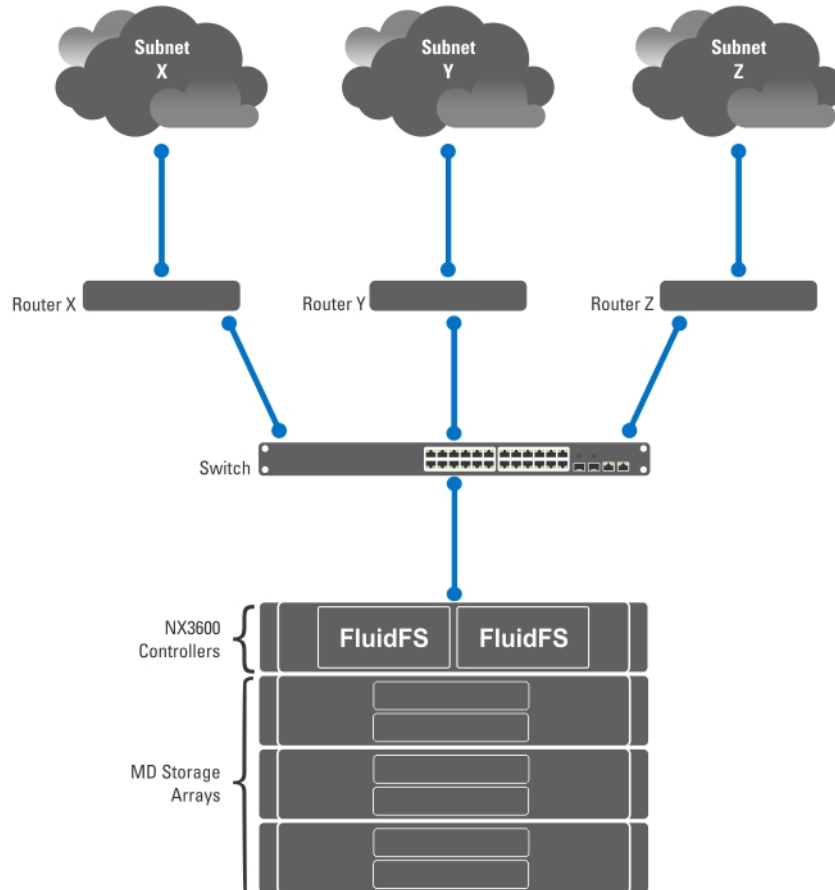 Subnet
X
Subnet
Y
Subnet
Z
Router X
Router Y
Router Z
Switch
NX3600
Controllers
FluidFS
FluidFS
MD Storage
Arrays